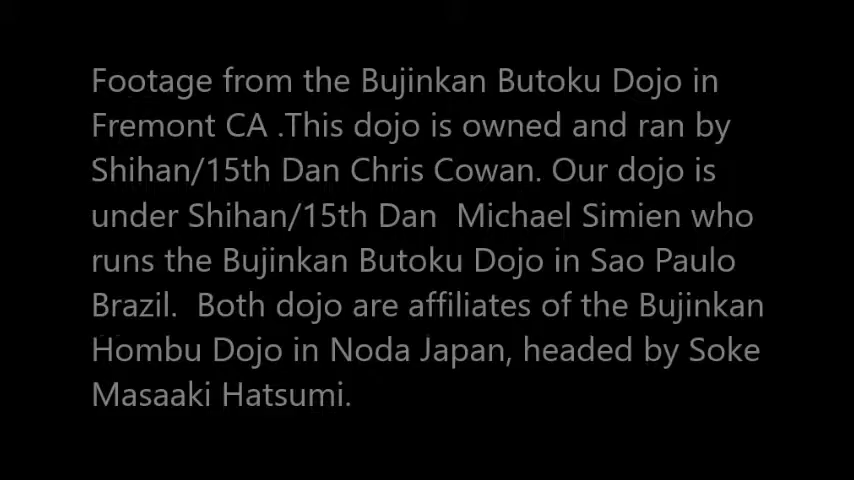 Footage from the Bujinkan Butoku Dojo in
Fremont CA .This dojo is owned and ran by
Shihan/15th Dan Chris Cowan. Our dojo is
under Shihan/15th Dan  Michael Simien who
runs the Bujinkan Butoku Dojo in Sao Paulo
Brazil.  Both dojo are affiliates of the Bujinkan
Hombu Dojo in Noda Japan, headed by Soke
Masaaki Hatsumi.